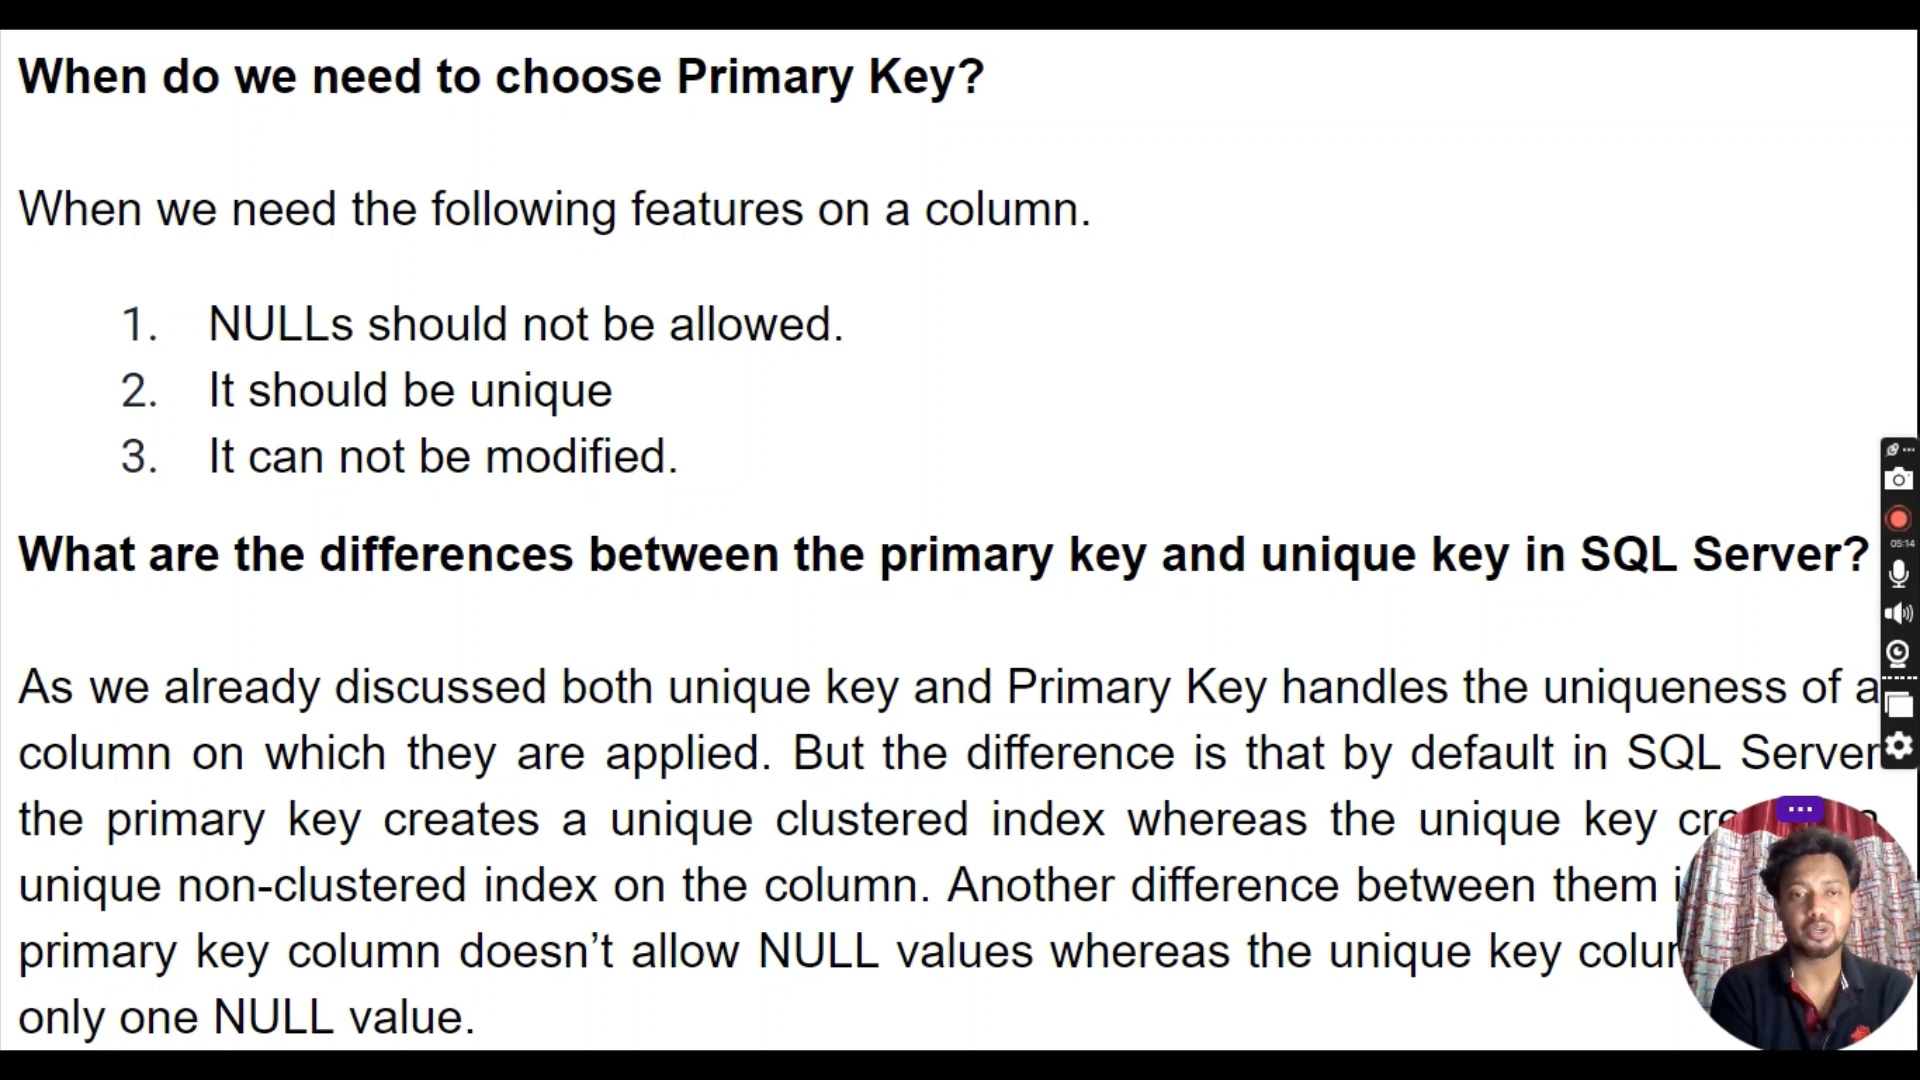 When do we need to choose Primary Key?
When we need the following features on a column.
1. NULLs should not be allowed.
2. It should be unique
3. It can not be modified.
What are the differences between the primary key and unique key in SQL Server?
As we already discussed both unique key and Primary Key handles the uniqueness of a
column on which they are applied. But the difference is that by default in SQL Server
the primary key creates a unique clustered index whereas the unique key
unique non-clustered index on the column. Another difference between them
primary key column doesn’t allow NULL values whereas the unique key
only one NULL value.
05:14